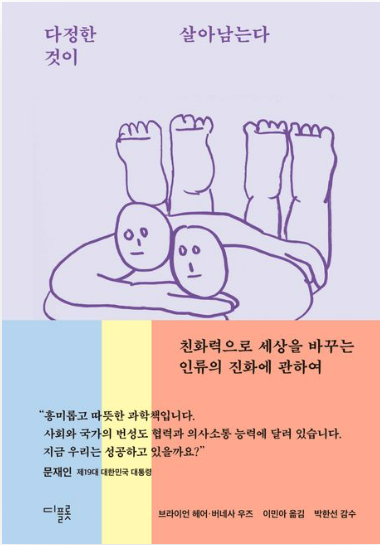 다정한 살아남는다
것이
친화력으로 세상을 바꾸는
인류의 진화에 관하여
“흥미롭고 따뜻한 과학책입니다.
사회와 국가의 번성도 협력과 의사소통 능력에 달려 있습니다.
지금 우리는 성공하고 있을까요?”
문재인 제19대 대한민국 대통령
디플롯
브라이언 헤어·버네사 우즈 이민아 옮김 박한선 감수